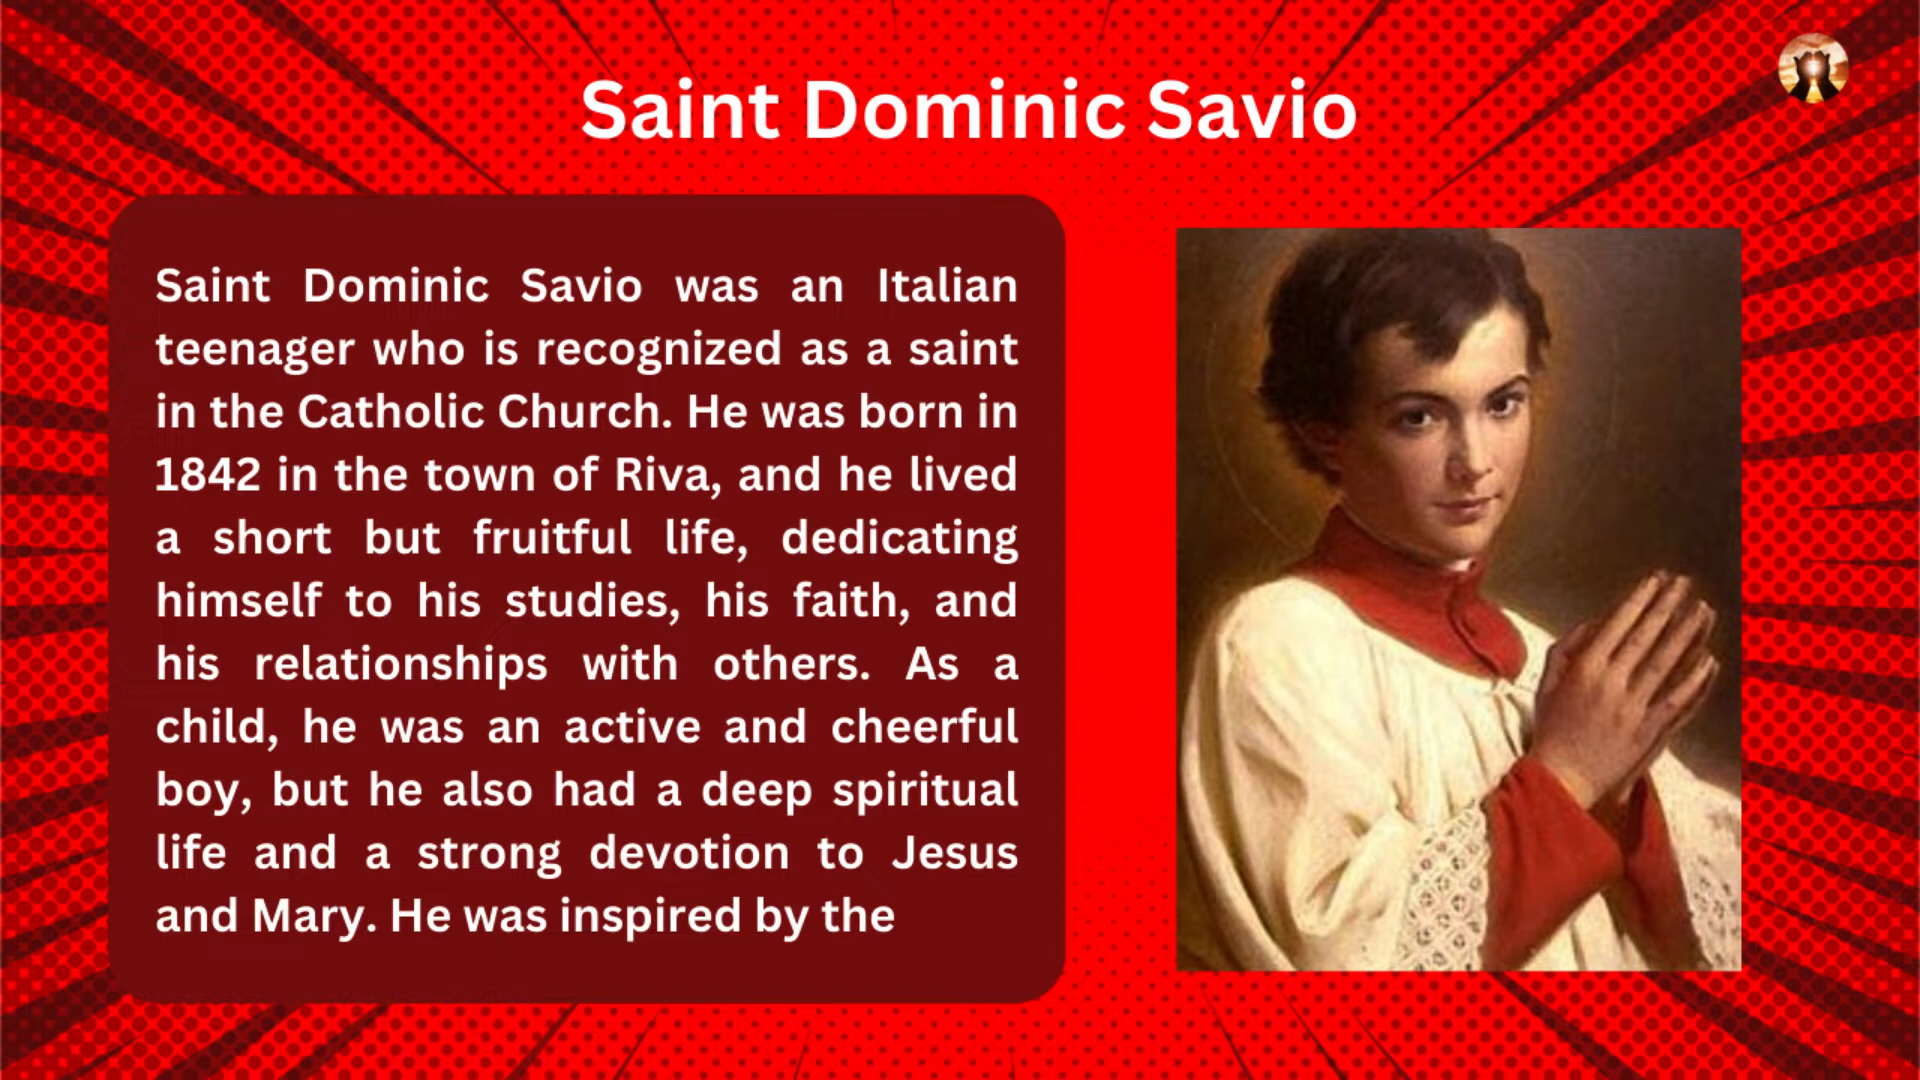 Saint Dominic Savio
Saint Dominic Savio was an Italian
teenager who is recognized as a saint
in the Catholic Church. He was born in
1842 in the town of Riva, and he lived
a short but fruitful life, dedicating
himself to his studies, his faith, and
his relationships with others. As a
child, he was an active and cheerful
boy, but he also had a deep spiritual
life and a strong devotion to Jesus
and Mary. He was inspired by the